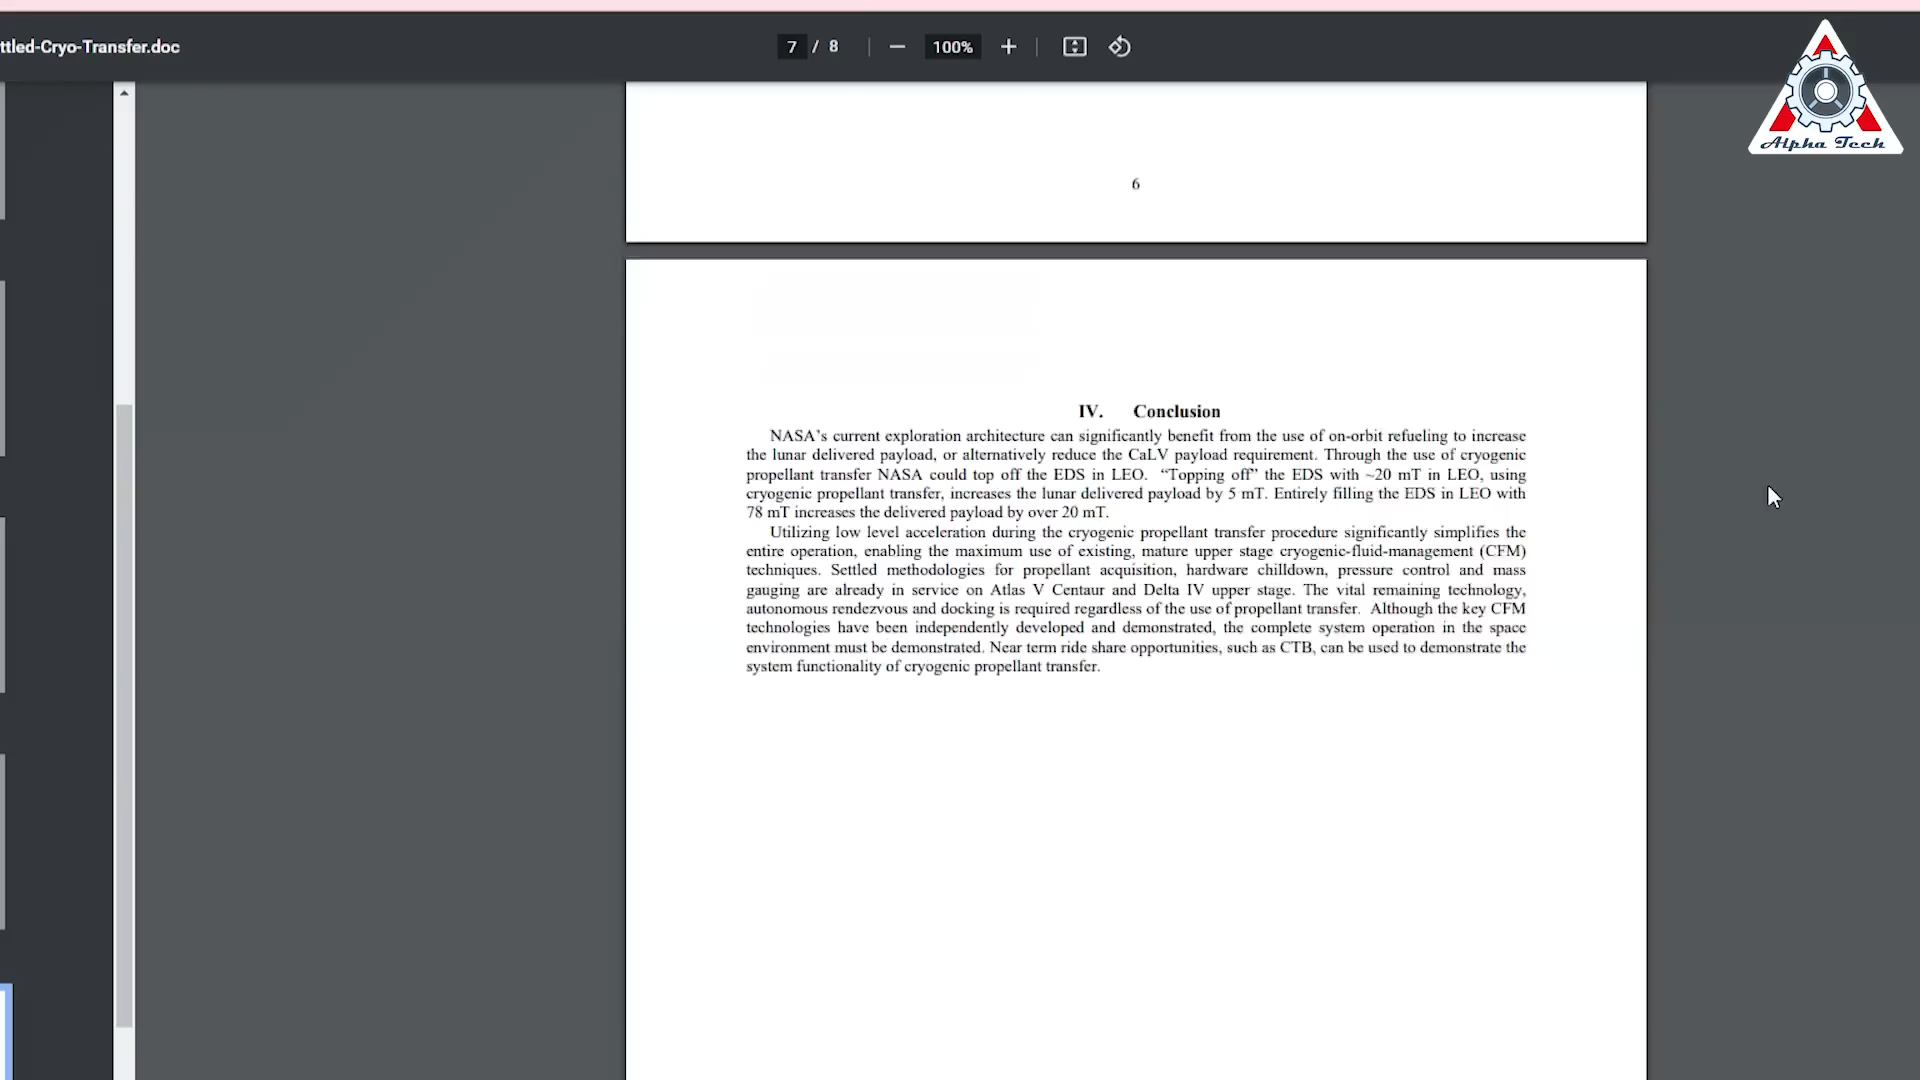 ttled-Cryo-Transfer.doc
7 / 8
100%
Alpha Tech
6
IV. Conclusion
NASA's current exploration architecture can significantly benefit from the use of on-orbit refueling to increase
the lunar delivered payload, or alternatively reduce the CaLV payload requirement. Through the use of cryogenic
propellant transfer NASA could top off the EDS in LEO. “Topping off” the EDS with ~20 mT in LEO, using
cryogenic propellant transfer, increases the lunar delivered payload by 5 mT. Entirely filling the EDS in LEO with
78 mT increases the delivered payload by over 20 mT.
Utilizing low level acceleration during the cryogenic propellant transfer procedure significantly simplifies the
entire operation, enabling the maximum use of existing, mature upper stage cryogenic-fluid-management (CFM)
techniques. Settled methodologies for propellant acquisition, hardware chilldown, pressure control and mass
gauging are already in service on Atlas V Centaur and Delta IV upper stage. The vital remaining technology,
autonomous rendezvous and docking is required regardless of the use of propellant transfer. Although the key CFM
technologies have been independently developed and demonstrated, the complete system operation in the space
environment must be demonstrated. Near term ride share opportunities, such as CTB, can be used to demonstrate the
system functionality of cryogenic propellant transfer.